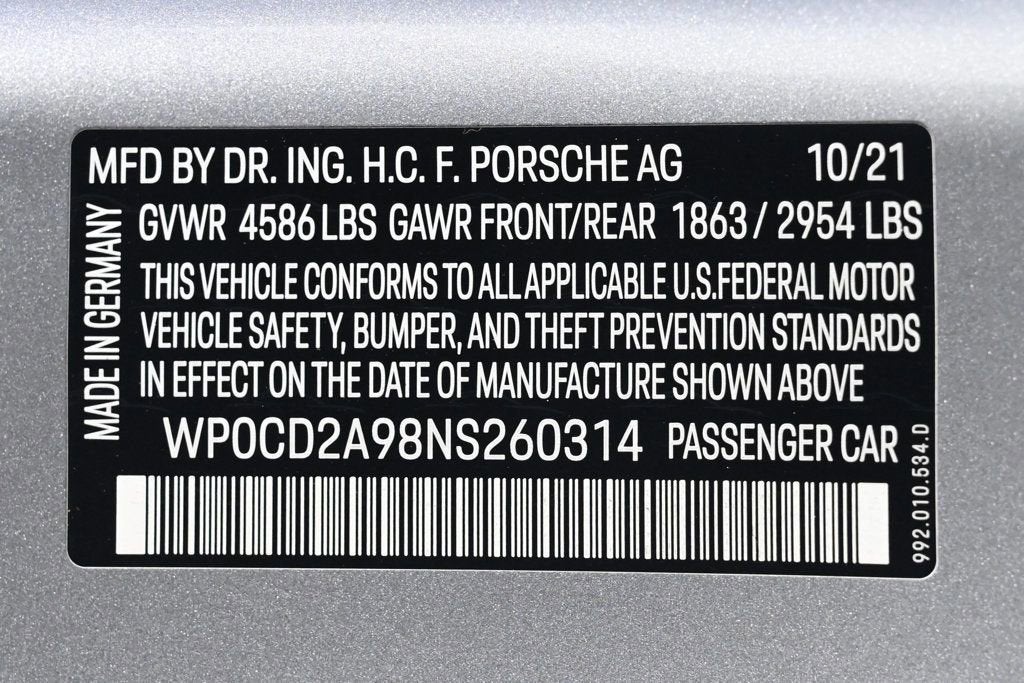 MFD BY DR. ING. H.C. F. PORSCHE AG 10/21
GVWR 4586 LBS GAWR FRONT/REAR 1863 / 2954 LBS
THIS VEHICLE CONFORMS TO ALL APPLICABLE U.S.FEDERAL MOTOR
VEHICLE SAFETY, BUMPER, AND THEFT PREVENTION STANDARDS
IN EFFECT ON THE DATE OF MANUFACTURE SHOWN ABOVE
WP0CD2A98NS260314 PASSENGER CAR
MADE IN GERMANY
992.010.534.0